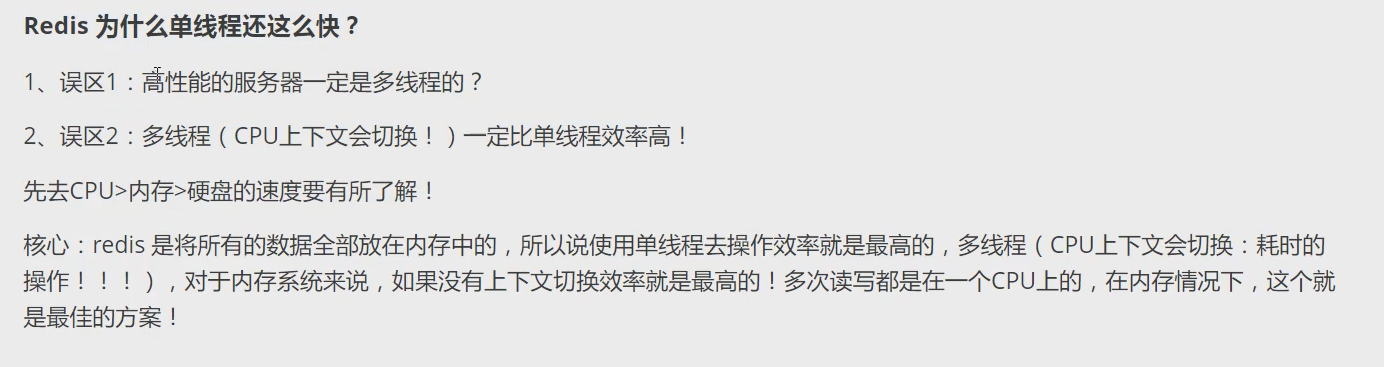 Redis 为什么单线程还这么快？
1、误区1：高性能的服务器一定是多线程的？
2、误区2：多线程（CPU上下文会切换！）一定比单线程效率高！
先去CPU>内存>硬盘的速度要有所了解！
核心：redis 是将所有的数据全部放在内存中的，所以说使用单线程去操作效率就是最高的，多线程（CPU上下文会切换：耗时的
操作！！！），对于内存系统来说，如果没有上下文切换效率就是最高的！多次读写都是在一个CPU上的，在内存情况下，这个就
是最佳的方案！